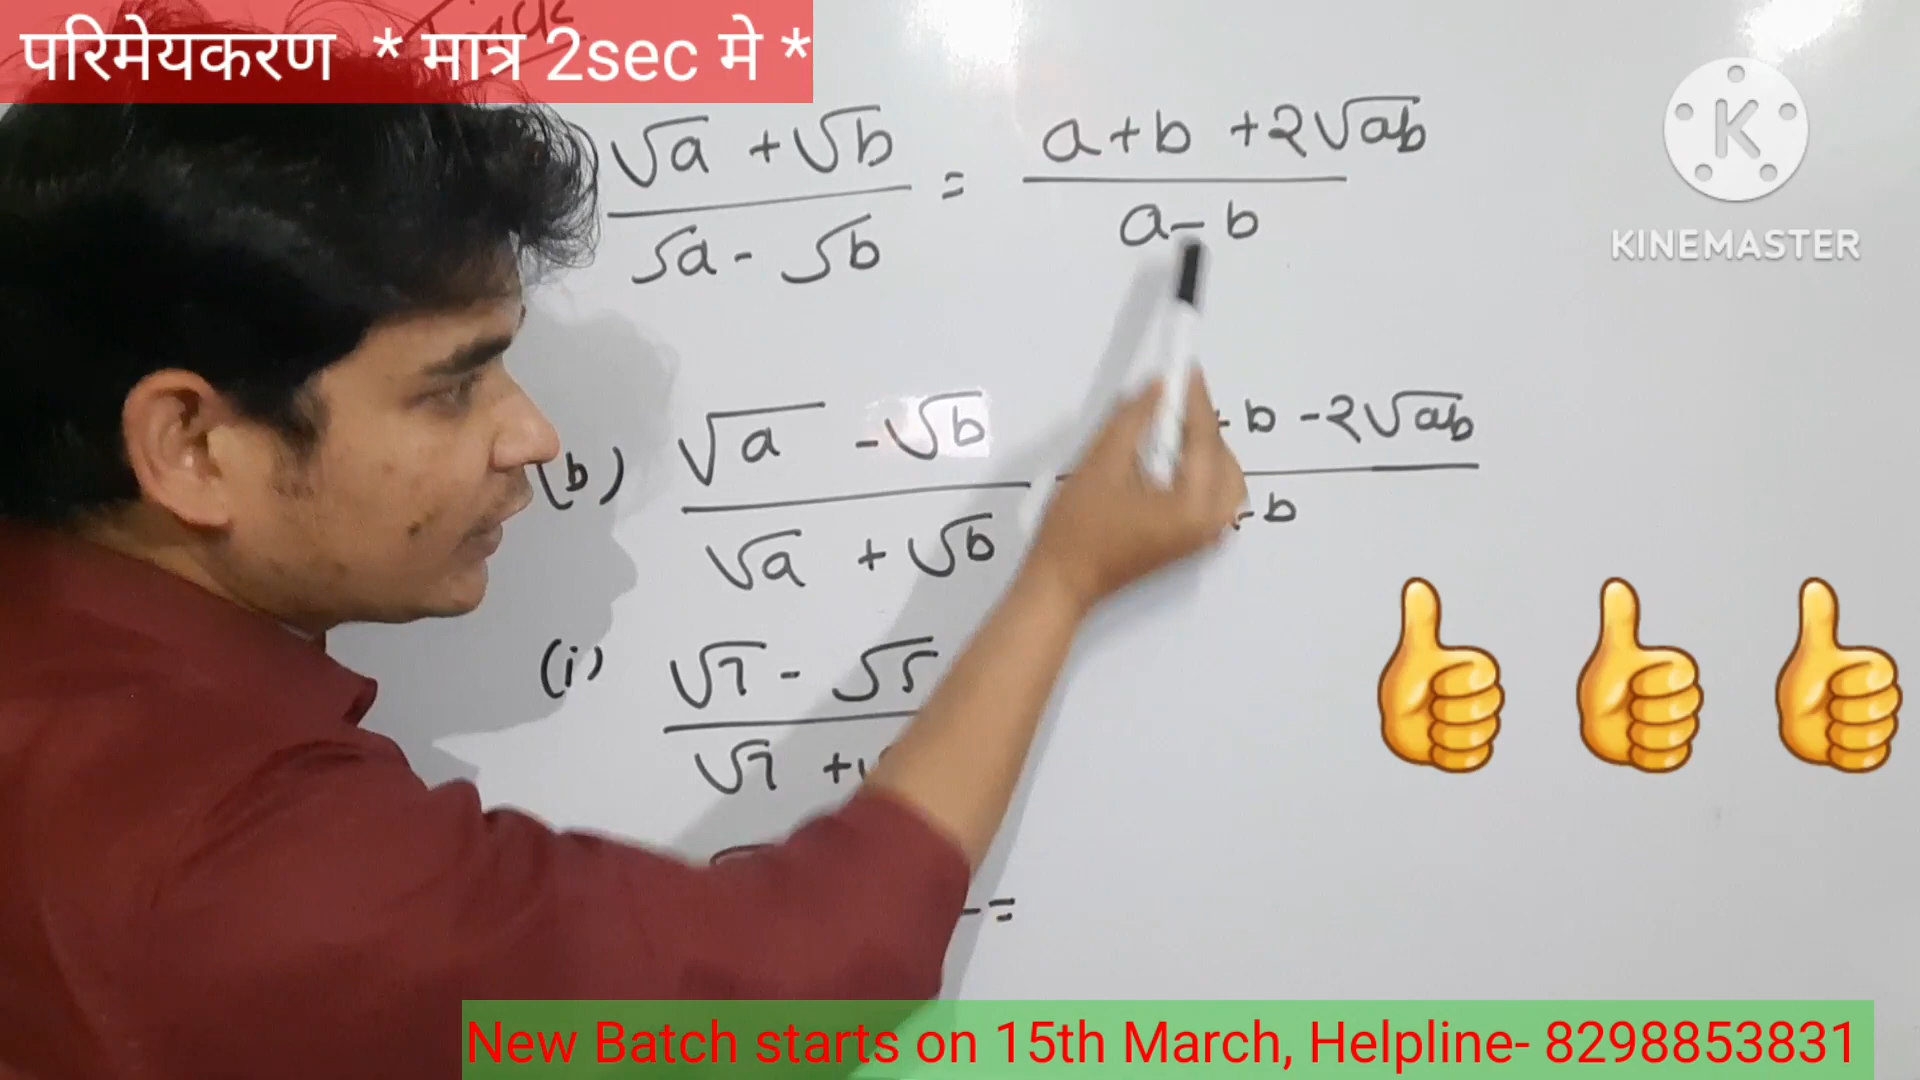 परिमेयकरण * मात्र 2sec मे *
Trick
√a + √b / √a - √b = a+b +2√ab / a-b
KINEMASTER
(b) √a - √b / √a + √b b -2√ab / -b
(i) √7 - √5 / √7 +
=
New Batch starts on 15th March, Helpline- 8298853831